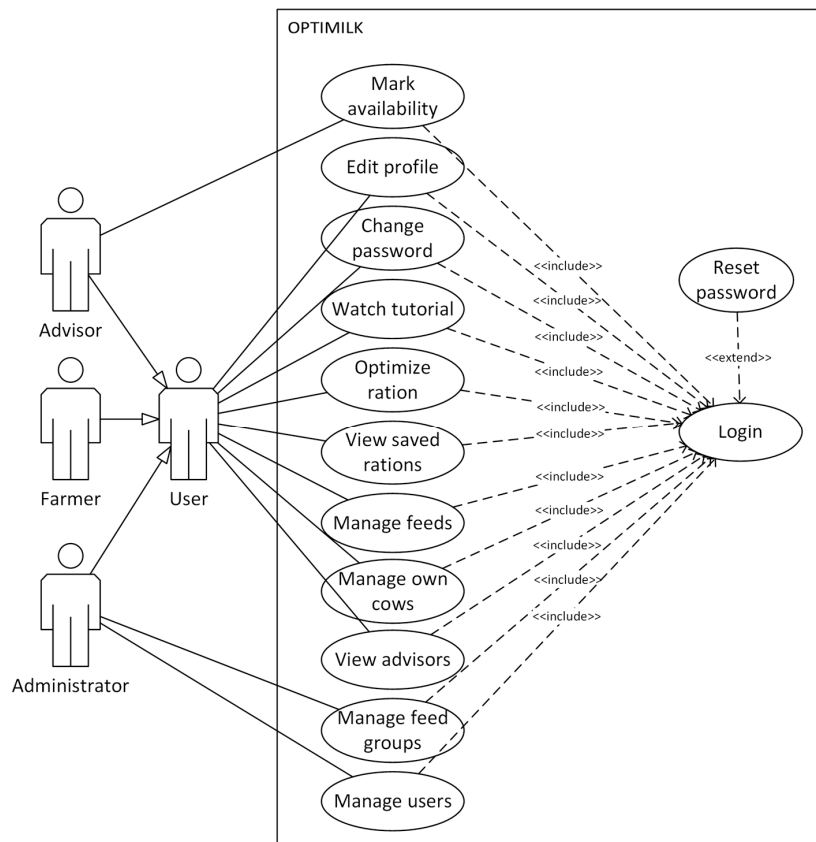 OPTIMILK
Mark
availability
Edit profile
Change
password
Watch tutorial
Optimize
ration
View saved
rations
Manage feeds
Manage own
cows
View advisors
Manage feed
groups
Manage users
Advisor
Farmer
User
Administrator
<<include>>
<<include>>
<<include>>
<<include>>
<<include>>
<<include>>
<<include>>
<<include>>
<<include>>
<<include>>
<<include>>
Reset
password
<<extend>>
Login